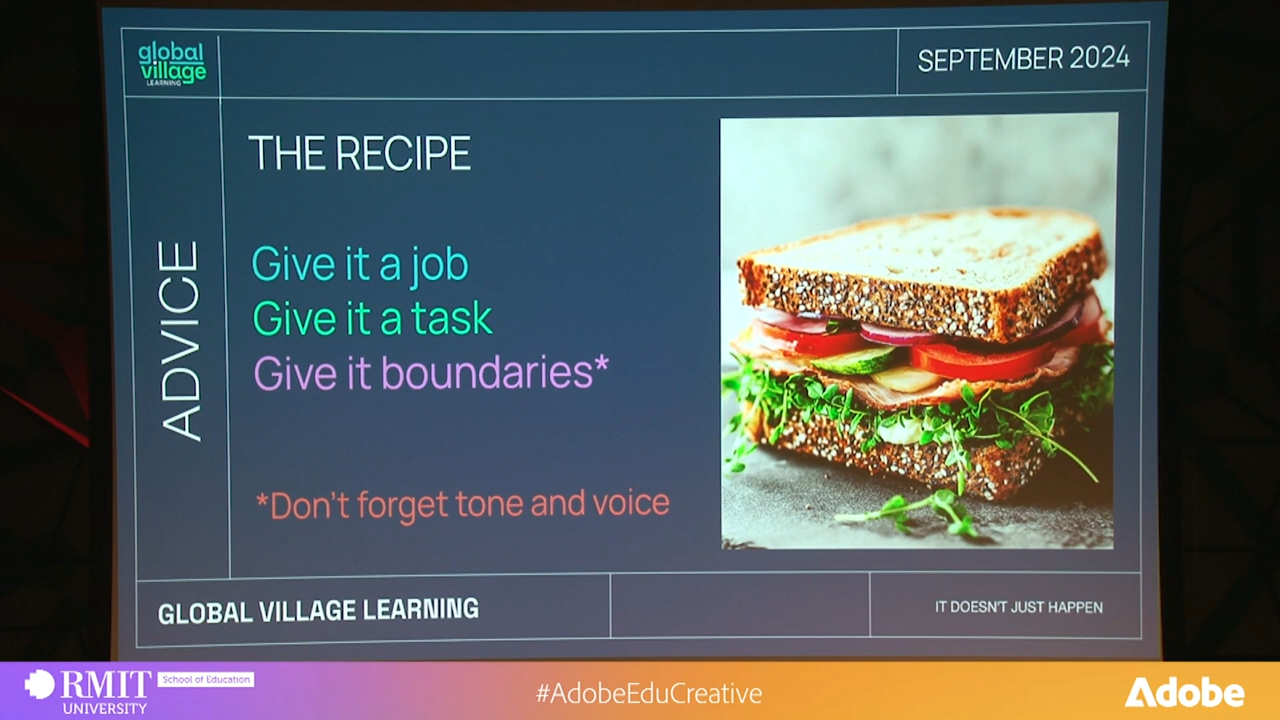 global
village
LEARNING
SEPTEMBER 2024
ADVICE
THE RECIPE
Give it a job
Give it a task
Give it boundaries*
*Don't forget tone and voice
GLOBAL VILLAGE LEARNING
IT DOESN'T JUST HAPPEN
RMIT
UNIVERSITY
School of Education
#AdobeEduCreative
Adobe